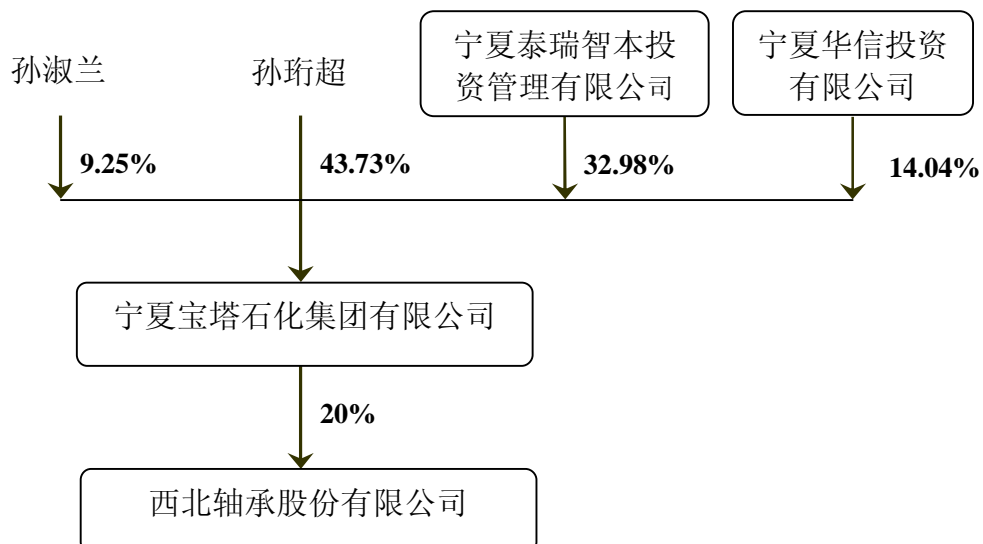 孙淑兰
孙珩超
宁夏泰瑞智本投
资管理有限公司
宁夏华信投资
有限公司
9.25%
43.73%
32.98%
14.04%
宁夏宝塔石化集团有限公司
20%
西北轴承股份有限公司